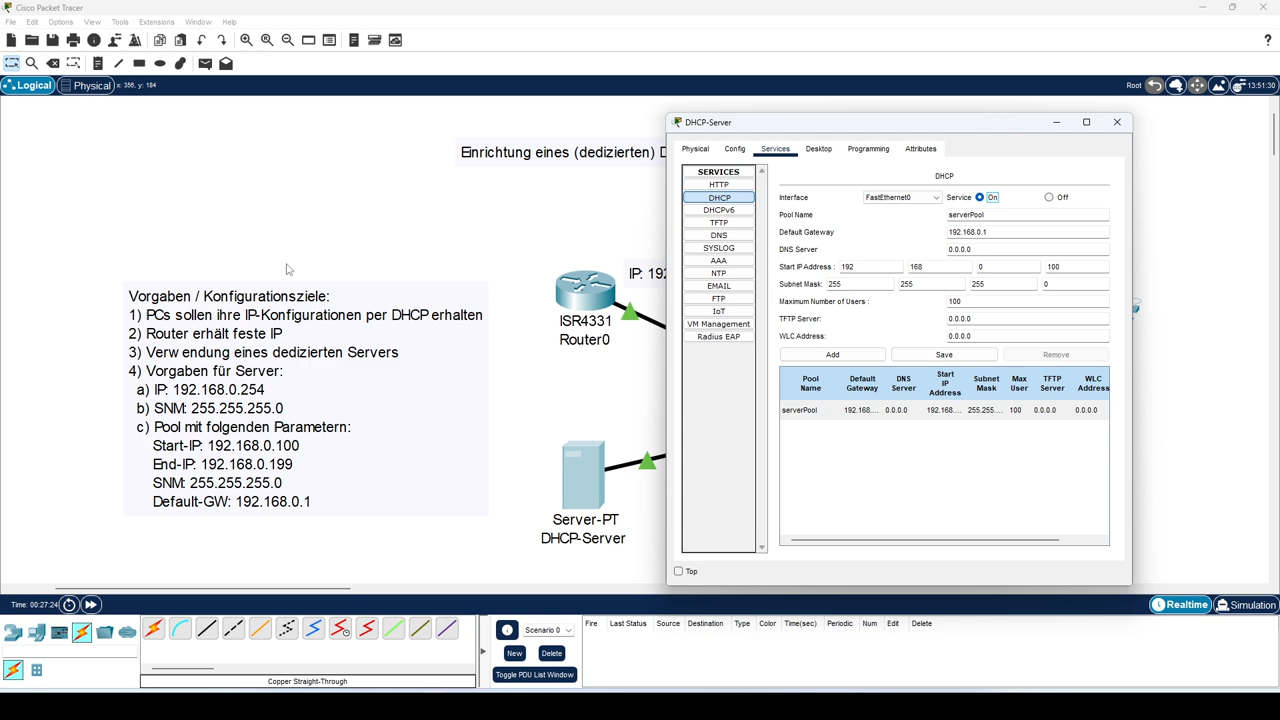 Cisco Packet Tracer
File Edit Options View Tools Extensions Window Help
?
Logical Physical x: 356, y: 184
Root 13:51:30
Einrichtung eines (dedizierten) D
ISR4331
Router0
IP: 192
Vorgaben / Konfigurationsziele:
1) PCs sollen ihre IP-Konfigurationen per DHCP erhalten
2) Router erhält feste IP
3) Verwendung eines dedizierten Servers
4) Vorgaben für Server:
a) IP: 192.168.0.254
b) SNM: 255.255.255.0
c) Pool mit folgenden Parametern:
Start-IP: 192.168.0.100
End-IP: 192.168.0.199
SNM: 255.255.255.0
Default-GW: 192.168.0.1
Server-PT
DHCP-Server
DHCP-Server
Physical Config Services Desktop Programming Attributes
SERVICES
HTTP
DHCP
DHCPv6
TFTP
DNS
SYSLOG
AAA
NTP
EMAIL
FTP
IoT
VM Management
Radius EAP
DHCP
Interface FastEthernet0 Service On Off
Pool Name serverPool
Default Gateway 192.168.0.1
DNS Server 0.0.0.0
Start IP Address : 192 168 0 100
Subnet Mask: 255 255 255 0
Maximum Number of Users : 100
TFTP Server: 0.0.0.0
WLC Address: 0.0.0.0
Add Save Remove
Pool Name Default Gateway DNS Server Start IP Address Subnet Mask Max User TFTP Server WLC Address
serverPool 192.168.... 0.0.0.0 192.168.... 255.255.... 100 0.0.0.0 0.0.0.0
Top
Time: 00:27:24
Realtime Simulation
Copper Straight-Through
Scenario 0
New Delete
Toggle PDU List Window
Fire Last Status Source Destination Type Color Time(sec) Periodic Num Edit Delete